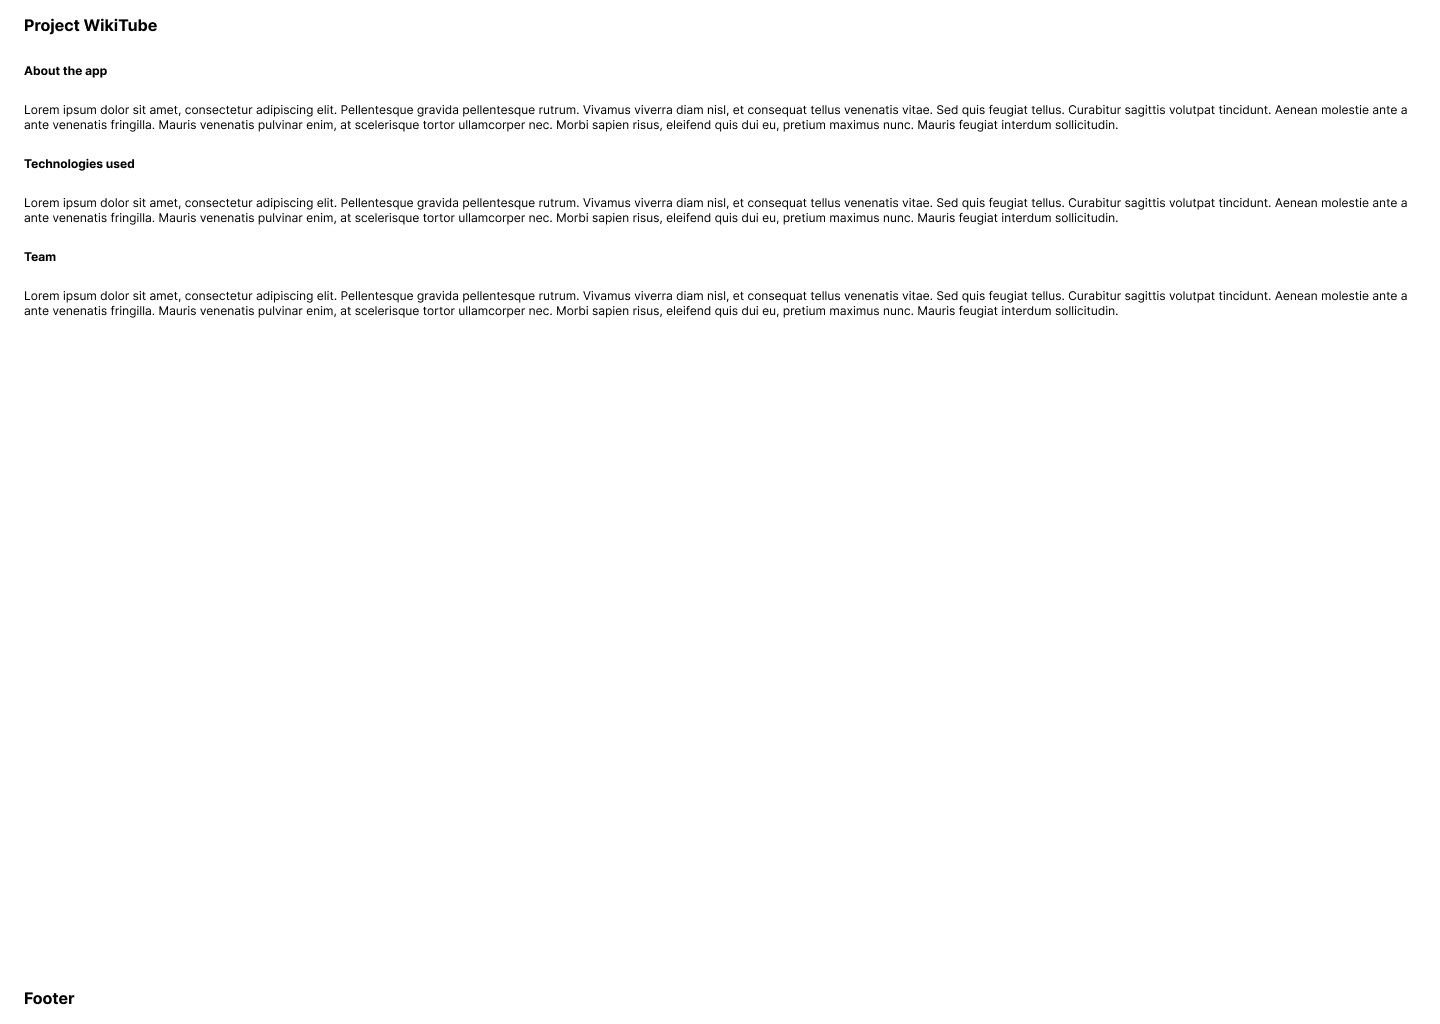 Project WikiTube
About the app
Lorem ipsum dolor sit amet, consectetur adipiscing elit. Pellentesque gravida pellentesque rutrum. Vivamus viverra diam nisl, et consequat tellus venenatis vitae. Sed quis feugiat tellus. Curabitur sagittis volutpat tincidunt. Aenean molestie ante a
ante venenatis fringilla. Mauris venenatis pulvinar enim, at scelerisque tortor ullamcorper nec. Morbi sapien risus, eleifend quis dui eu, pretium maximus nunc. Mauris feugiat interdum sollicitudin.
Technologies used
Lorem ipsum dolor sit amet, consectetur adipiscing elit. Pellentesque gravida pellentesque rutrum. Vivamus viverra diam nisl, et consequat tellus venenatis vitae. Sed quis feugiat tellus. Curabitur sagittis volutpat tincidunt. Aenean molestie ante a
ante venenatis fringilla. Mauris venenatis pulvinar enim, at scelerisque tortor ullamcorper nec. Morbi sapien risus, eleifend quis dui eu, pretium maximus nunc. Mauris feugiat interdum sollicitudin.
Team
Lorem ipsum dolor sit amet, consectetur adipiscing elit. Pellentesque gravida pellentesque rutrum. Vivamus viverra diam nisl, et consequat tellus venenatis vitae. Sed quis feugiat tellus. Curabitur sagittis volutpat tincidunt. Aenean molestie ante a
ante venenatis fringilla. Mauris venenatis pulvinar enim, at scelerisque tortor ullamcorper nec. Morbi sapien risus, eleifend quis dui eu, pretium maximus nunc. Mauris feugiat interdum sollicitudin.
Footer